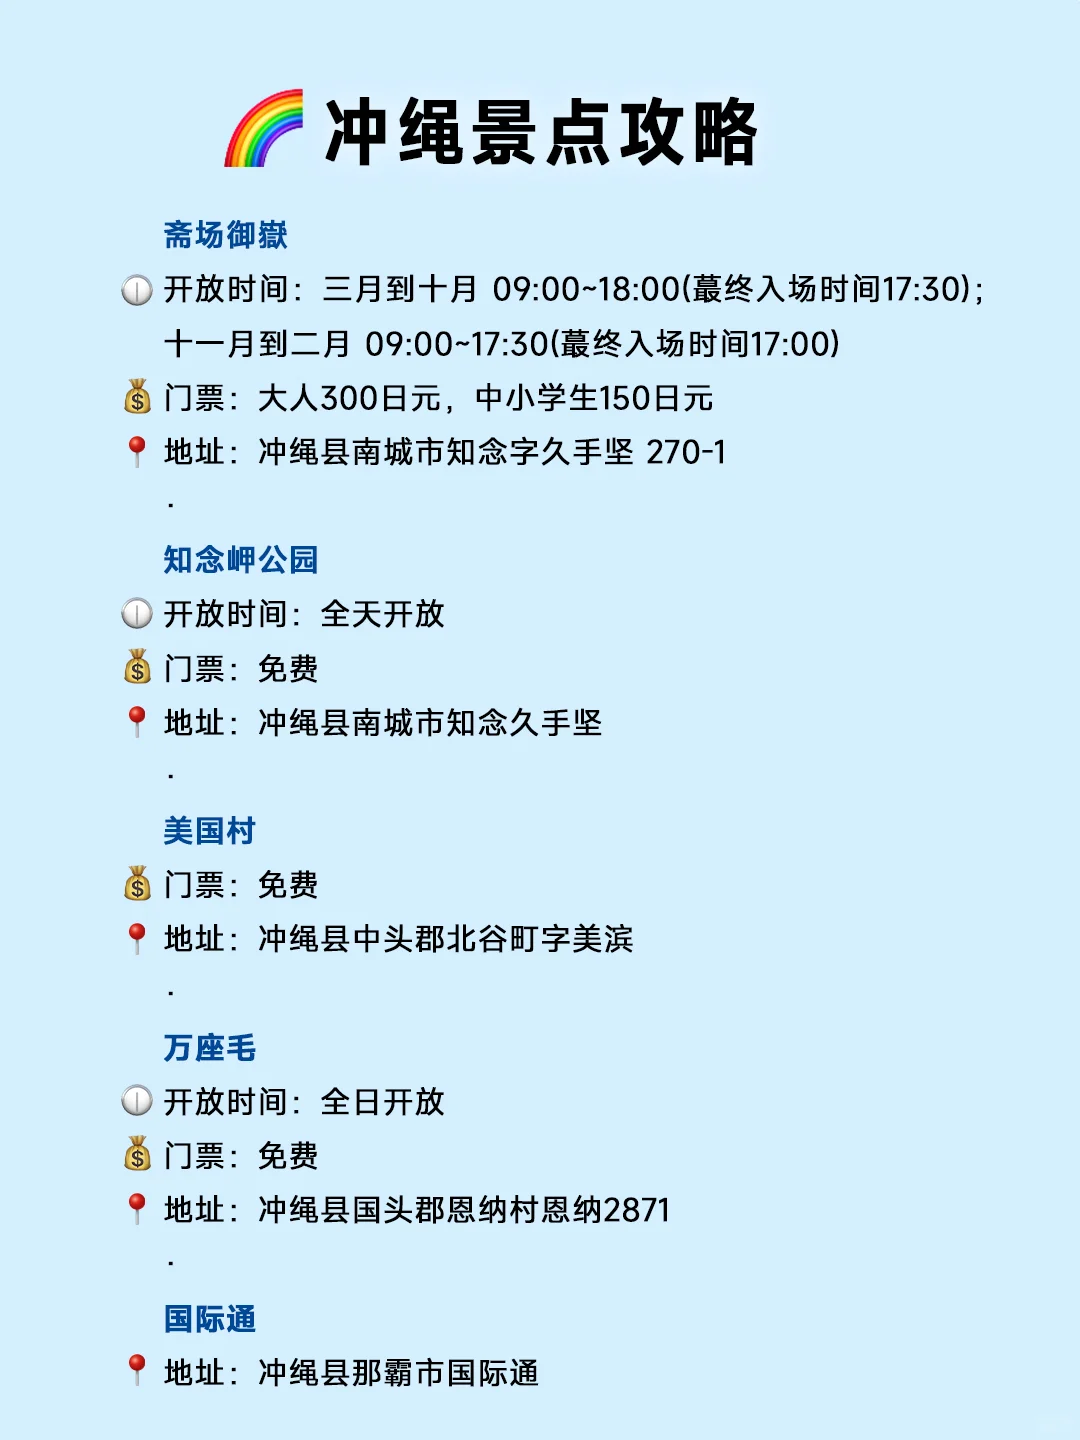 冲绳景点攻略
斋场御嶽
开放时间：三月到十月 09:00~18:00(蕞终入场时间17:30)；
十一月到二月 09:00~17:30(蕞终入场时间17:00)
门票：大人300日元，中小学生150日元
地址：冲绳县南城市知念字久手坚 270-1
.
知念岬公园
开放时间：全天开放
门票：免费
地址：冲绳县南城市知念久手坚
.
美国村
门票：免费
地址：冲绳县中头郡北谷町字美滨
.
万座毛
开放时间：全日开放
门票：免费
地址：冲绳县国头郡恩纳村恩纳2871
.
国际通
地址：冲绳县那霸市国际通